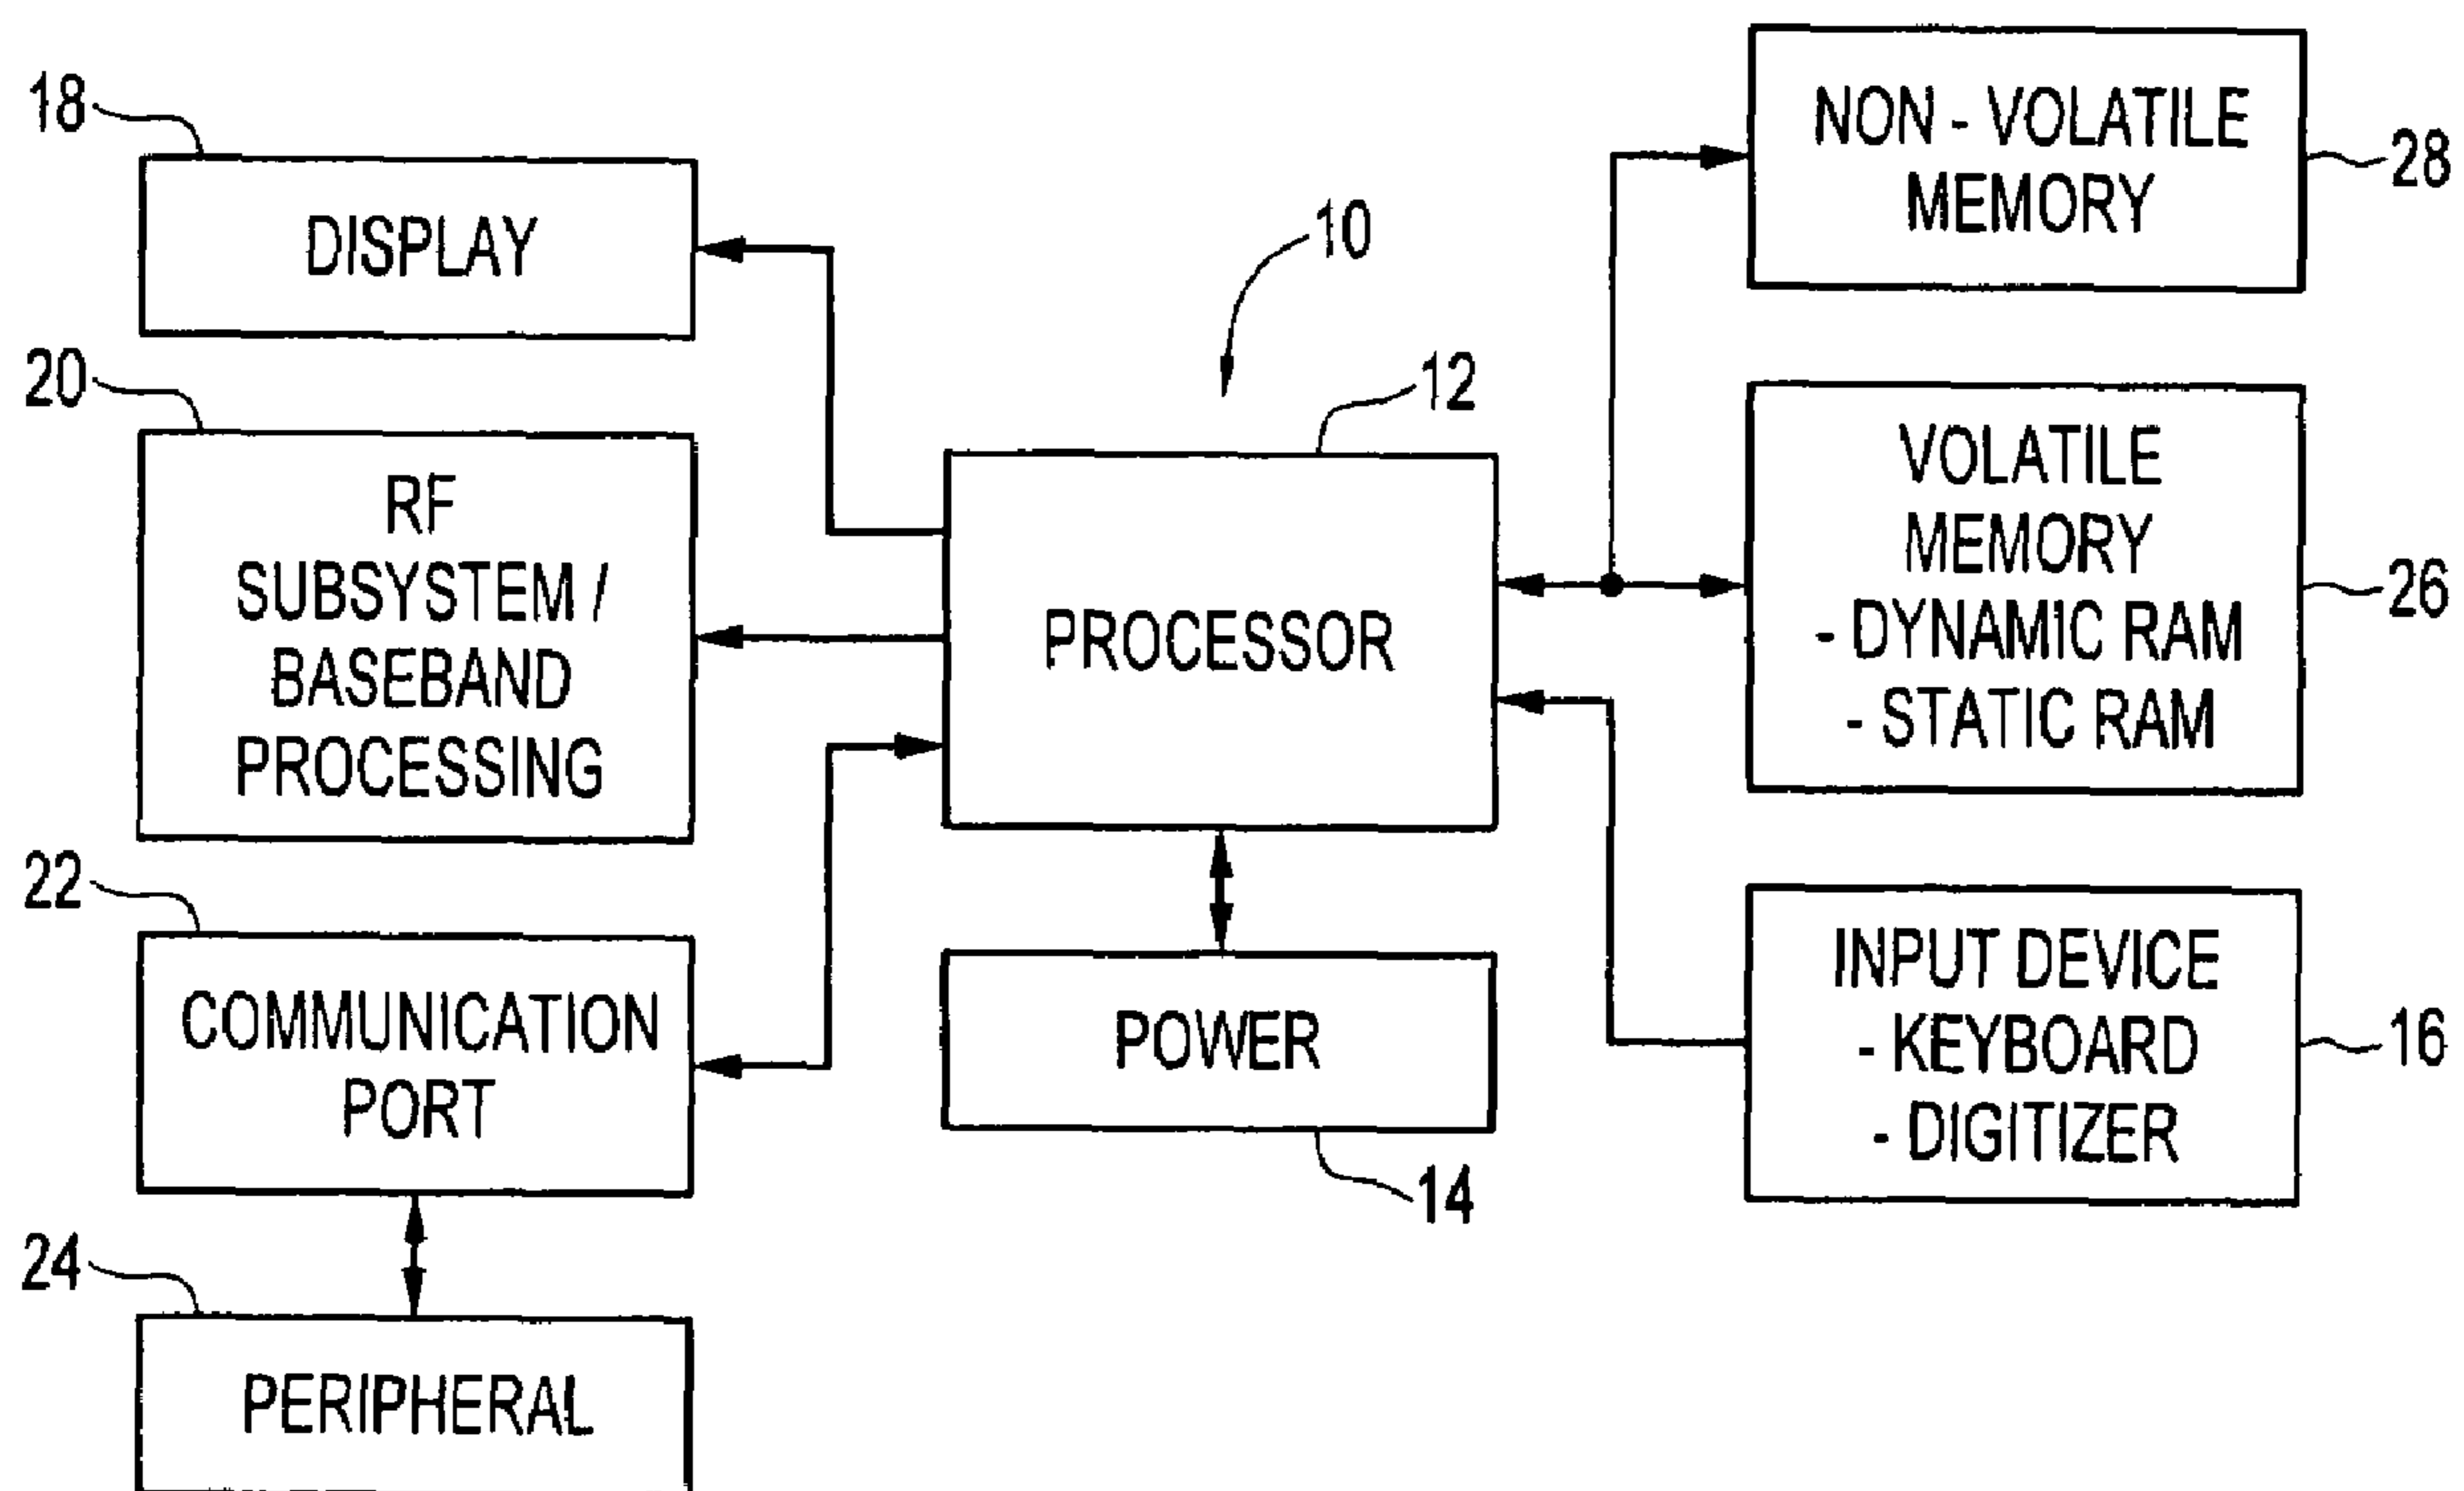 18
DISPLAY
20
RF
SUBSYSTEM /
BASEBAND
PROCESSING
22
COMMUNICATION
PORT
24
PERIPHERAL
10
12
PROCESSOR
POWER
14
NON - VOLATILE
MEMORY
28
VOLATILE
MEMORY
- DYNAMIC RAM
- STATIC RAM
26
INPUT DEVICE
- KEYBOARD
- DIGITIZER
16